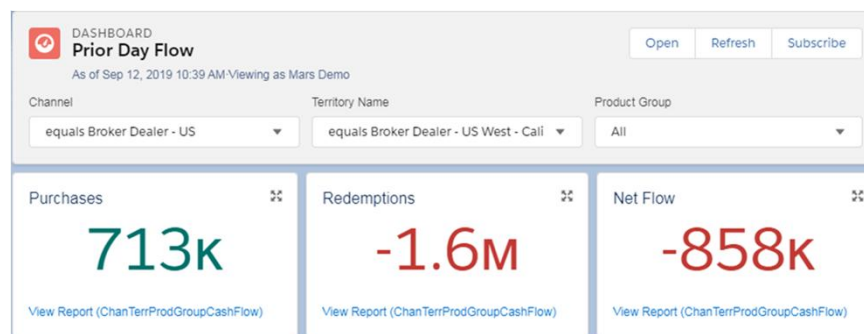 DASHBOARD
Prior Day Flow
Open Refresh Subscribe
As of Sep 12, 2019 10:39 AM·Viewing as Mars Demo
Channel Territory Name Product Group
equals Broker Dealer - US equals Broker Dealer - US West - Cali All
Purchases Redemptions Net Flow
713K -1.6M -858K
View Report (ChanTerrProdGroupCashFlow) View Report (ChanTerrProdGroupCashFlow) View Report (ChanTerrProdGroupCashFlow)